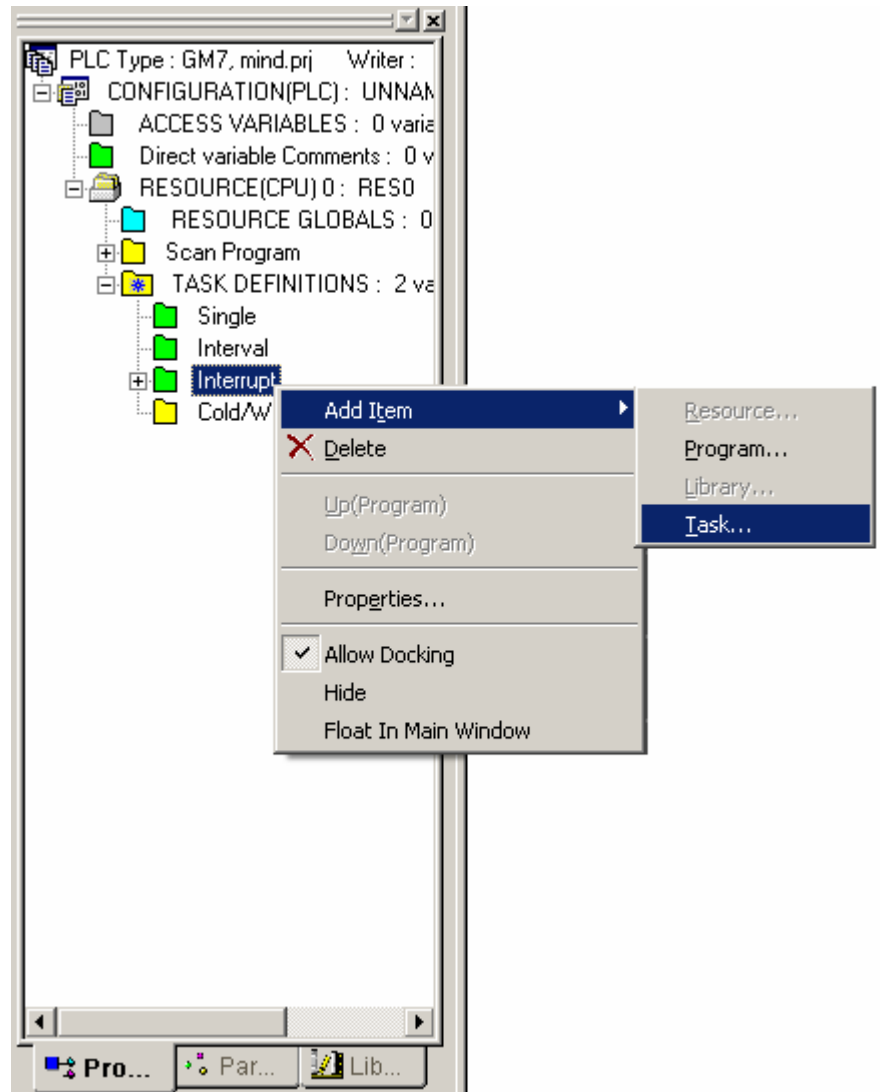 PLC Type : GM7, mind.prj Writer :
CONFIGURATION(PLC) : UNNAM
ACCESS VARIABLES : 0 varia
Direct variable Comments : 0 v
RESOURCE(CPU) 0 : RES0
RESOURCE GLOBALS : 0
Scan Program
TASK DEFINITIONS : 2 va
Single
Interval
Interrupt
Cold/W
Add Item
Delete
Up(Program)
Down(Program)
Properties...
Allow Docking
Hide
Float In Main Window
Resource...
Program...
Library...
Task...
Pro... Par... Lib...